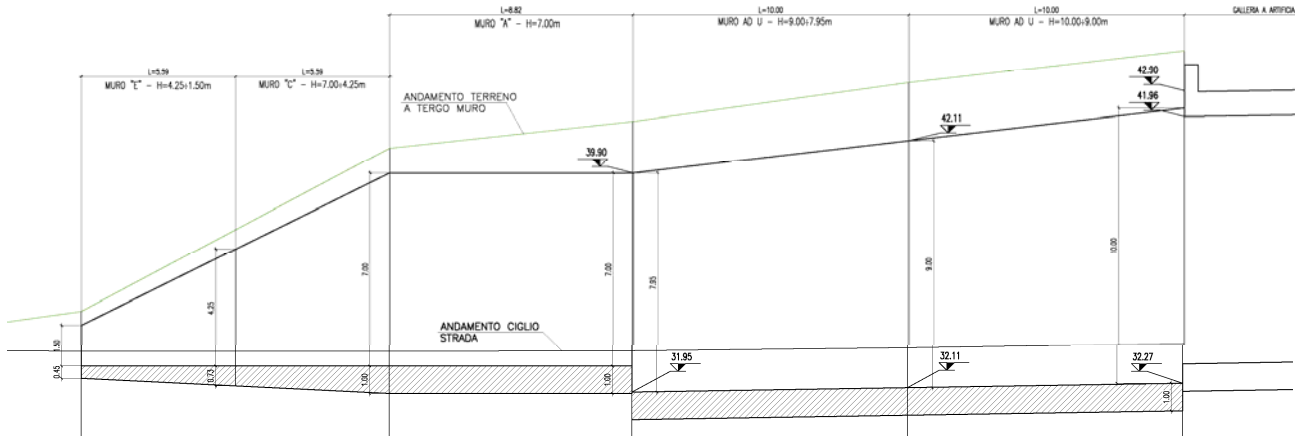 L=8.82
MURO "A" - H=7.00m
L=10.00
MURO AD U - H=9.00÷7.95m
L=10.00
MURO AD U - H=10.00÷9.00m
GALLERIA A ARTIFICIA
L=5.59
MURO "E" - H=4.25÷1.50m
L=5.59
MURO "C" - H=7.00÷4.25m
ANDAMENTO TERRENO
A TERGO MURO
42.90
41.96
42.11
39.90
7.00
7.00
7.95
9.00
10.00
4.25
1.50
ANDAMENTO CIGLIO
STRADA
31.95
32.11
32.27
0.45
0.73
1.00
1.00
1.00